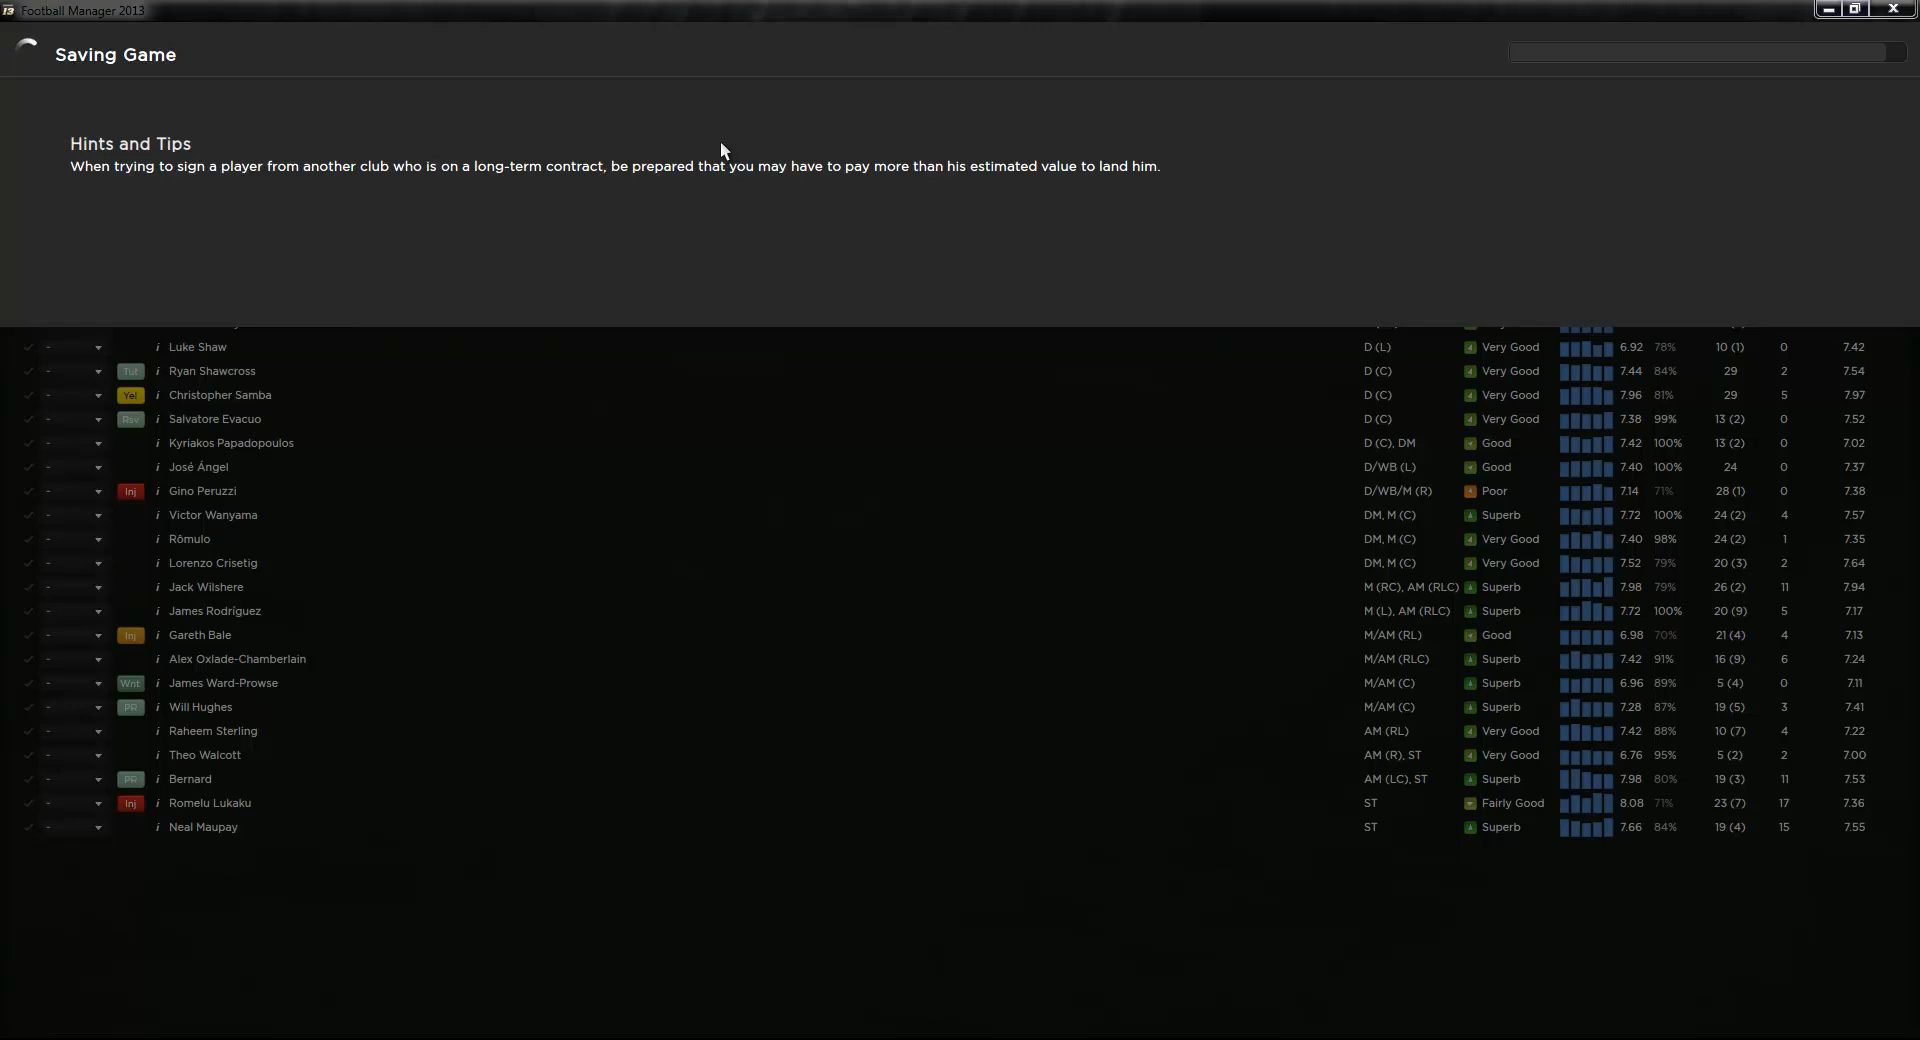 Football Manager 2013
Saving Game
Hints and Tips
When trying to sign a player from another club who is on a long-term contract, be prepared that you may have to pay more than his estimated value to land him.
- i Luke Shaw D (L) Very Good 6.92 78% 10 (1) 0 7.42
- Tut i Ryan Shawcross D (C) Very Good 7.44 84% 29 2 7.54
- Yel i Christopher Samba D (C) Very Good 7.96 81% 29 5 7.97
- Rsv i Salvatore Evacuo D (C) Very Good 7.38 99% 13 (2) 0 7.52
- i Kyriakos Papadopoulos D (C), DM Good 7.42 100% 13 (2) 0 7.02
- i José Ángel D/WB (L) Good 7.40 100% 24 0 7.37
- Inj i Gino Peruzzi D/WB/M (R) Poor 7.14 71% 28 (1) 0 7.38
- i Victor Wanyama DM, M (C) Superb 7.72 100% 24 (2) 4 7.57
- i Rômulo DM, M (C) Very Good 7.40 98% 24 (2) 1 7.35
- i Lorenzo Crisetig DM, M (C) Very Good 7.52 79% 20 (3) 2 7.64
- i Jack Wilshere M (RC), AM (RLC) Superb 7.98 79% 26 (2) 11 7.94
- i James Rodríguez M (L), AM (RLC) Superb 7.72 100% 20 (9) 5 7.17
- Inj i Gareth Bale M/AM (RL) Good 6.98 70% 21 (4) 4 7.13
- i Alex Oxlade-Chamberlain M/AM (RLC) Superb 7.42 91% 16 (9) 6 7.24
- Wnt i James Ward-Prowse M/AM (C) Superb 6.96 89% 5 (4) 0 7.11
- PR i Will Hughes M/AM (C) Superb 7.28 87% 19 (5) 3 7.41
- i Raheem Sterling AM (RL) Very Good 7.42 88% 10 (7) 4 7.22
- i Theo Walcott AM (R), ST Very Good 6.76 95% 5 (2) 2 7.00
- PR i Bernard AM (LC), ST Superb 7.98 80% 19 (3) 11 7.53
- Inj i Romelu Lukaku ST Fairly Good 8.08 71% 23 (7) 17 7.36
- i Neal Maupay ST Superb 7.66 84% 19 (4) 15 7.55